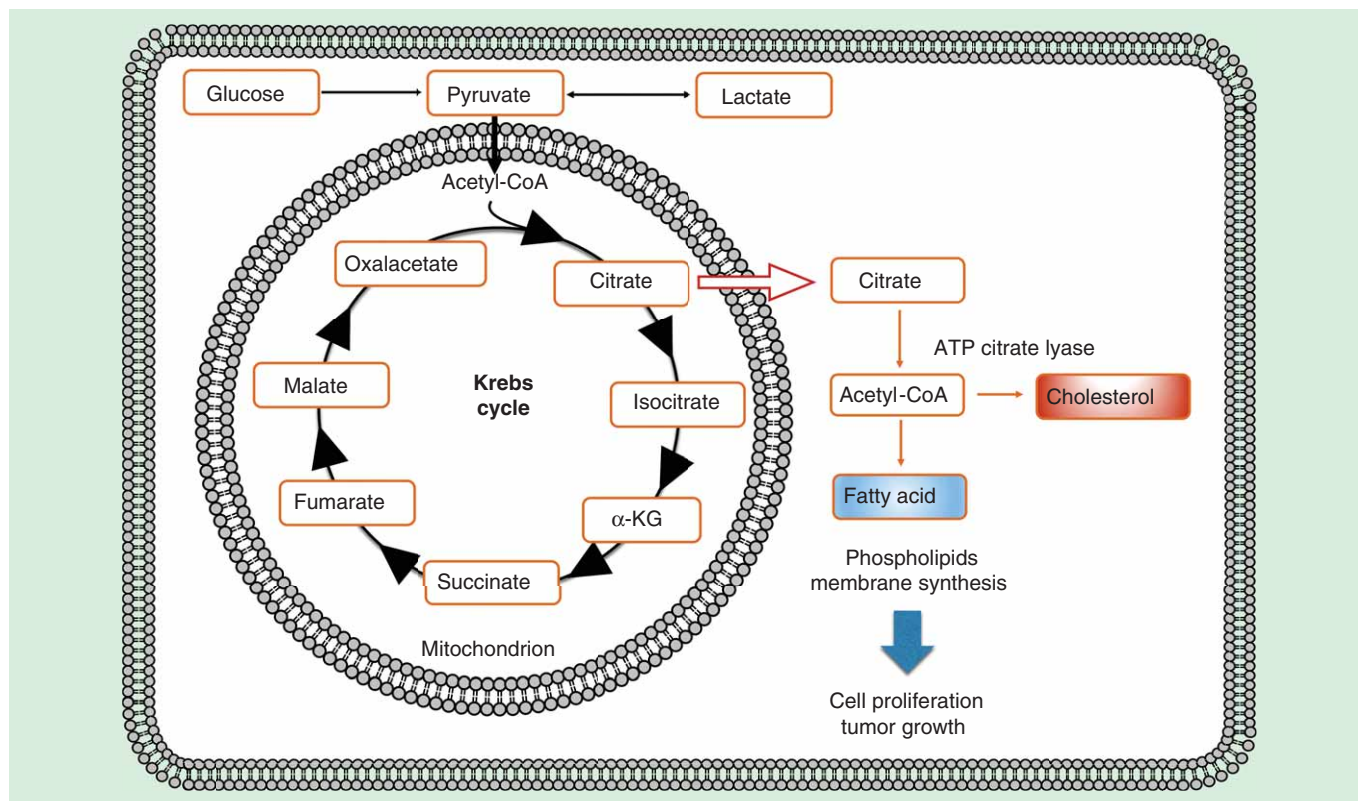 Glucose
Pyruvate
Lactate
Acetyl-CoA
Oxalacetate
Citrate
Citrate
ATP citrate lyase
Malate
Krebs
cycle
Isocitrate
Acetyl-CoA
Cholesterol
Fumarate
α-KG
Fatty acid
Succinate
Phospholipids
membrane synthesis
Mitochondrion
Cell proliferation
tumor growth